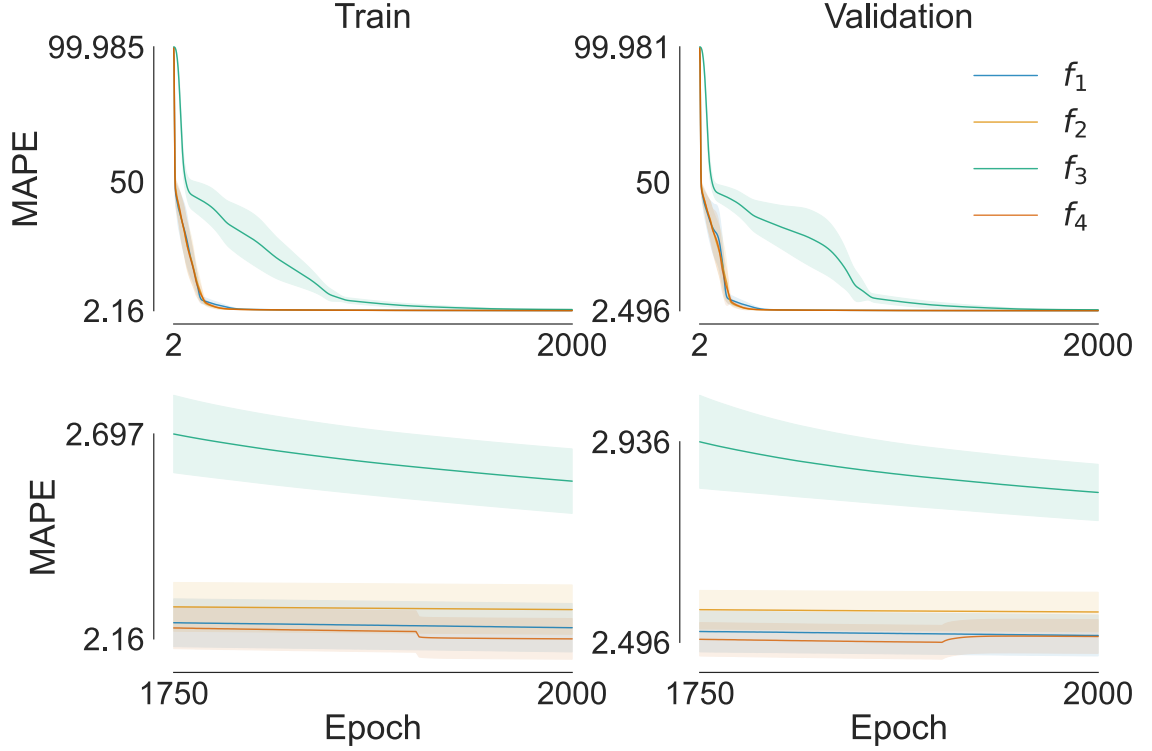 Train
Validation
99.985
50
2.16
MAPE
2
2000
99.981
50
2.496
2
2000
f₁
f₂
f₃
f₄
2.697
2.16
MAPE
1750
2000
Epoch
2.936
2.496
1750
2000
Epoch